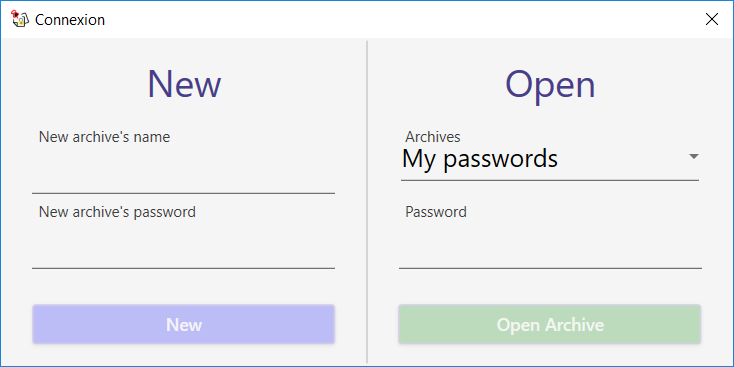 Connexion
New
New archive's name
New archive's password
New
Open
Archives
My passwords
Password
Open Archive